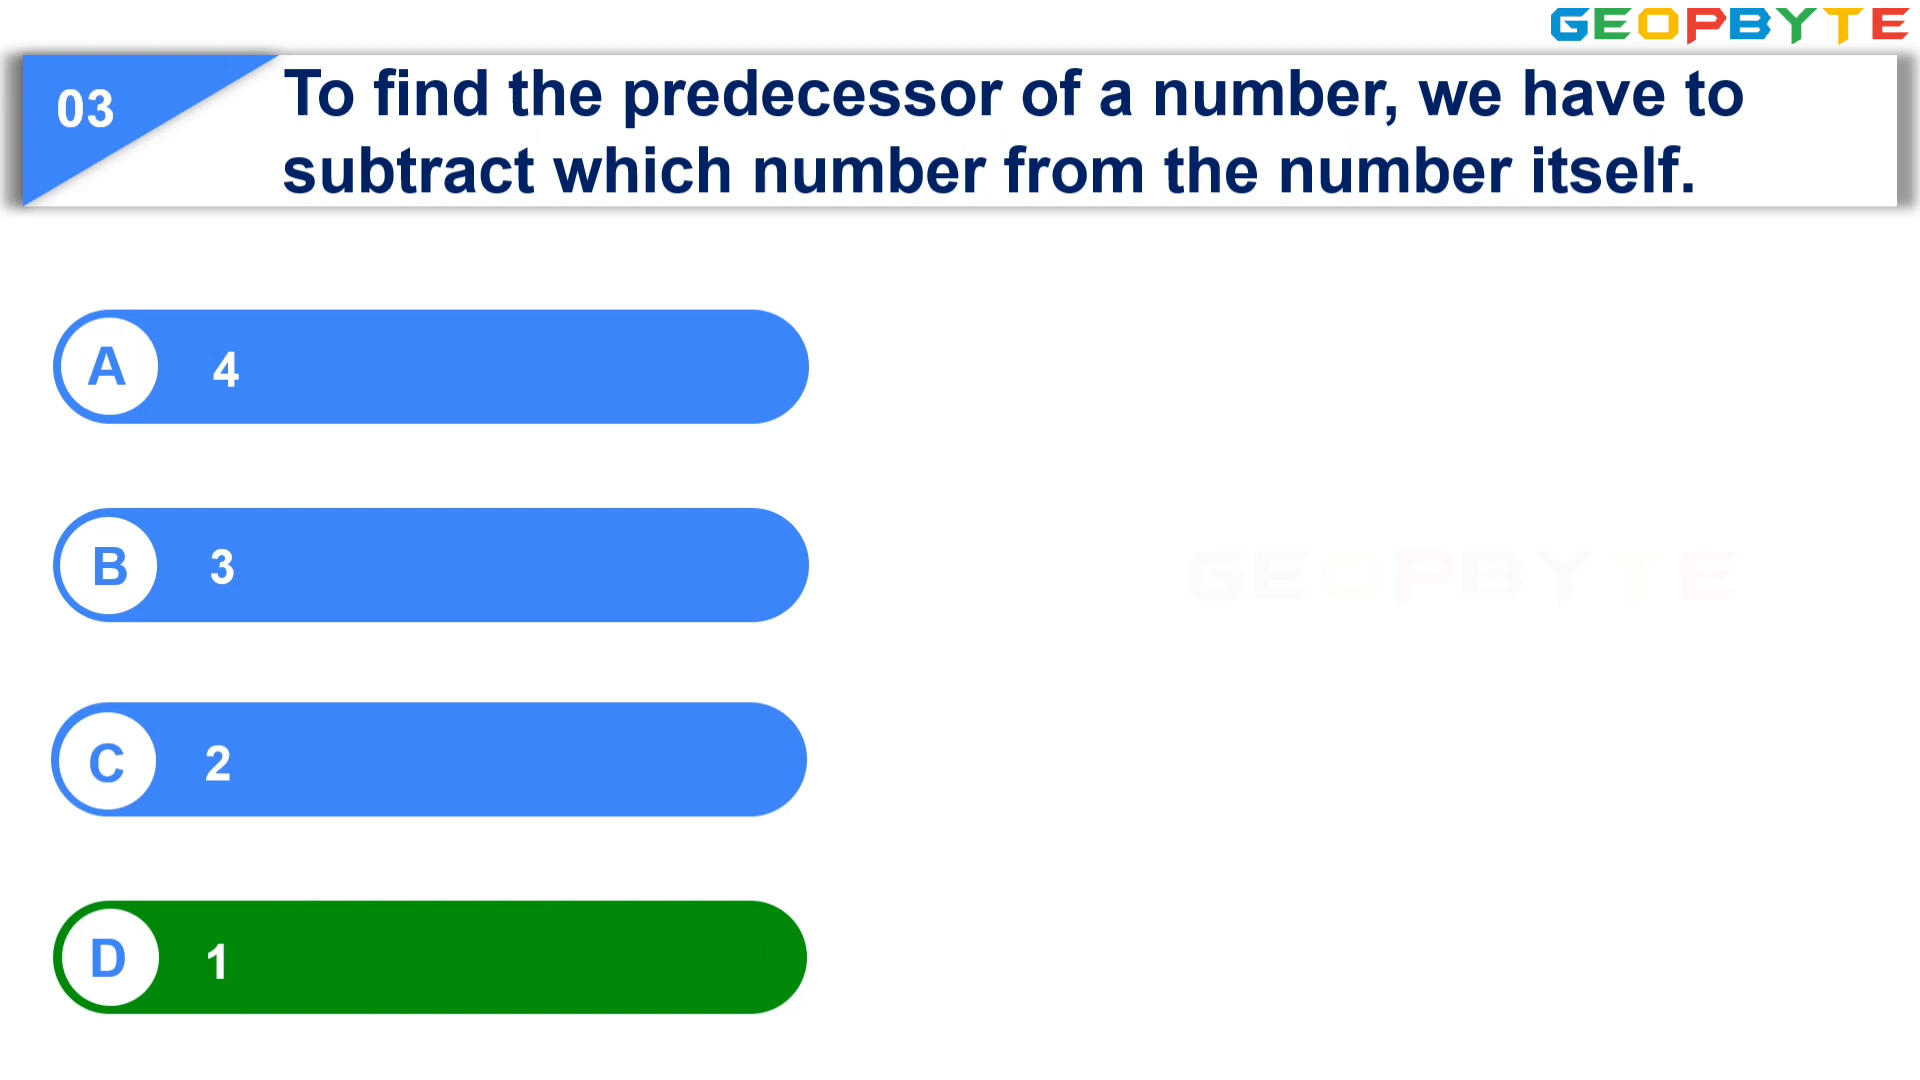 GEOPBYTE
03
To find the predecessor of a number, we have to
subtract which number from the number itself.
A 4
B 3
GEOPBYTE
C 2
D 1